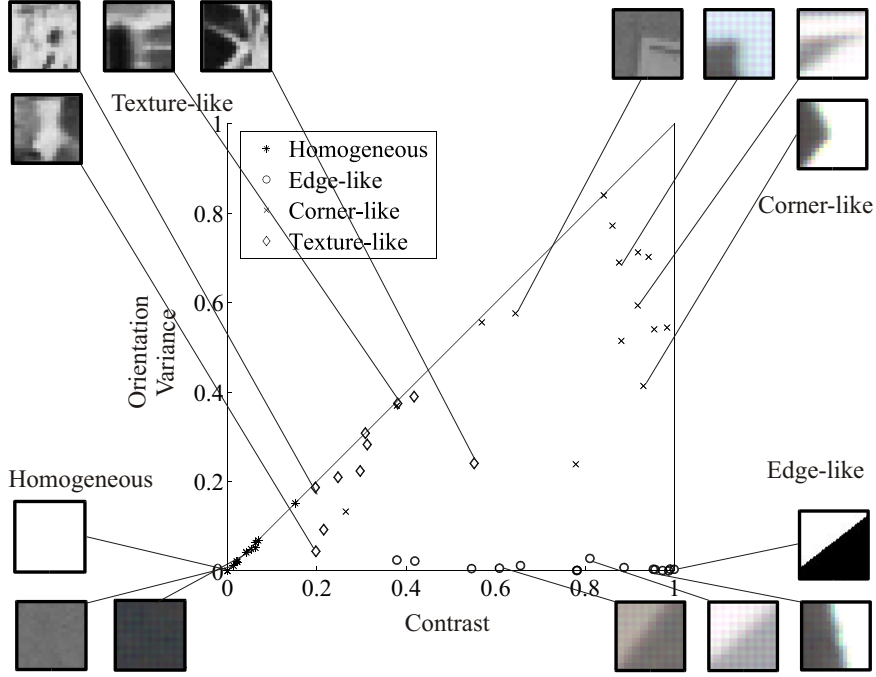 Texture-like
1
Homogeneous
Edge-like
Corner-like
Texture-like
Corner-like
0.8
0.6
Orientation
Variance
0.4
0.2
Homogeneous
Edge-like
0
0 0.2 0.4 0.6 0.8 1
Contrast